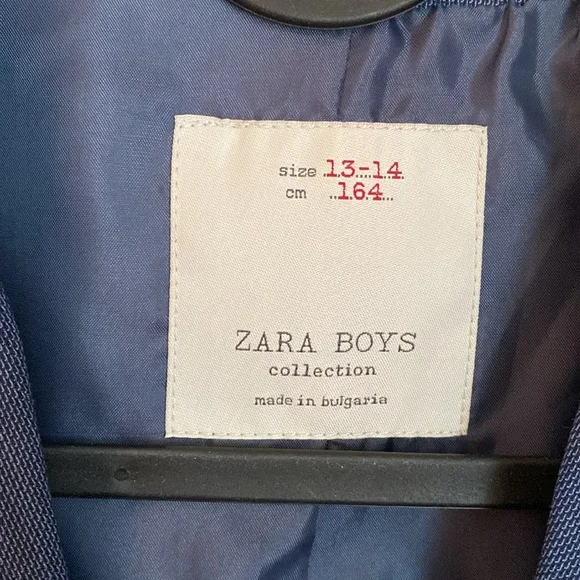 size 13-14
cm 164
ZARA BOYS
collection
made in bulgaria